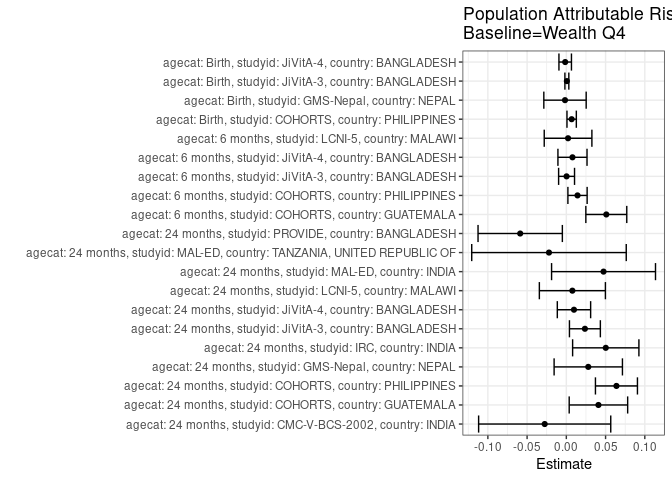 Population Attributable Ris
Baseline=Wealth Q4
agecat: Birth, studyid: JiVitA-4, country: BANGLADESH
agecat: Birth, studyid: JiVitA-3, country: BANGLADESH
agecat: Birth, studyid: GMS-Nepal, country: NEPAL
agecat: Birth, studyid: COHORTS, country: PHILIPPINES
agecat: 6 months, studyid: LCNI-5, country: MALAWI
agecat: 6 months, studyid: JiVitA-4, country: BANGLADESH
agecat: 6 months, studyid: JiVitA-3, country: BANGLADESH
agecat: 6 months, studyid: COHORTS, country: PHILIPPINES
agecat: 6 months, studyid: COHORTS, country: GUATEMALA
agecat: 24 months, studyid: PROVIDE, country: BANGLADESH
agecat: 24 months, studyid: MAL-ED, country: TANZANIA, UNITED REPUBLIC OF
agecat: 24 months, studyid: MAL-ED, country: INDIA
agecat: 24 months, studyid: LCNI-5, country: MALAWI
agecat: 24 months, studyid: JiVitA-4, country: BANGLADESH
agecat: 24 months, studyid: JiVitA-3, country: BANGLADESH
agecat: 24 months, studyid: IRC, country: INDIA
agecat: 24 months, studyid: GMS-Nepal, country: NEPAL
agecat: 24 months, studyid: COHORTS, country: PHILIPPINES
agecat: 24 months, studyid: COHORTS, country: GUATEMALA
agecat: 24 months, studyid: CMC-V-BCS-2002, country: INDIA
-0.10 -0.05 0.00 0.05 0.10
Estimate